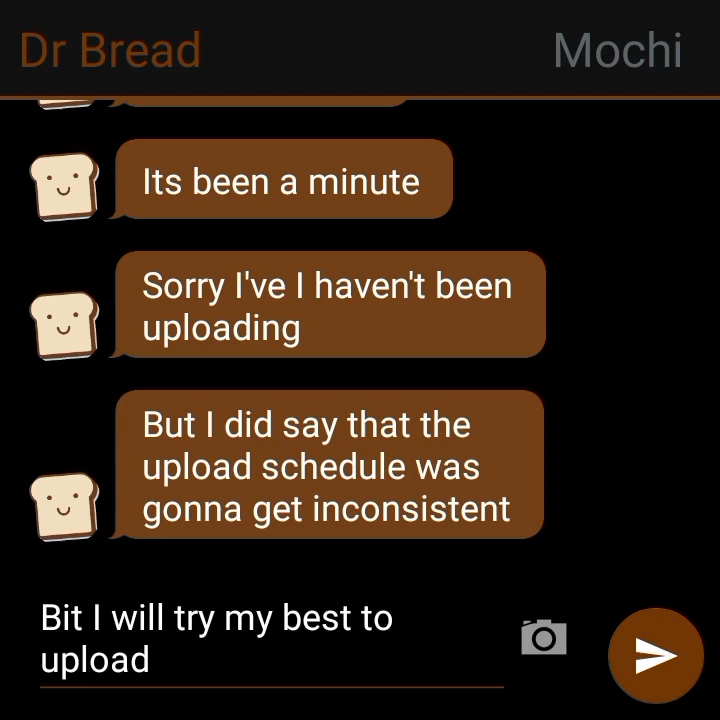 Dr Bread
Mochi
Its been a minute
Sorry I've I haven't been
uploading
But I did say that the
upload schedule was
gonna get inconsistent
Bit I will try my best to
upload